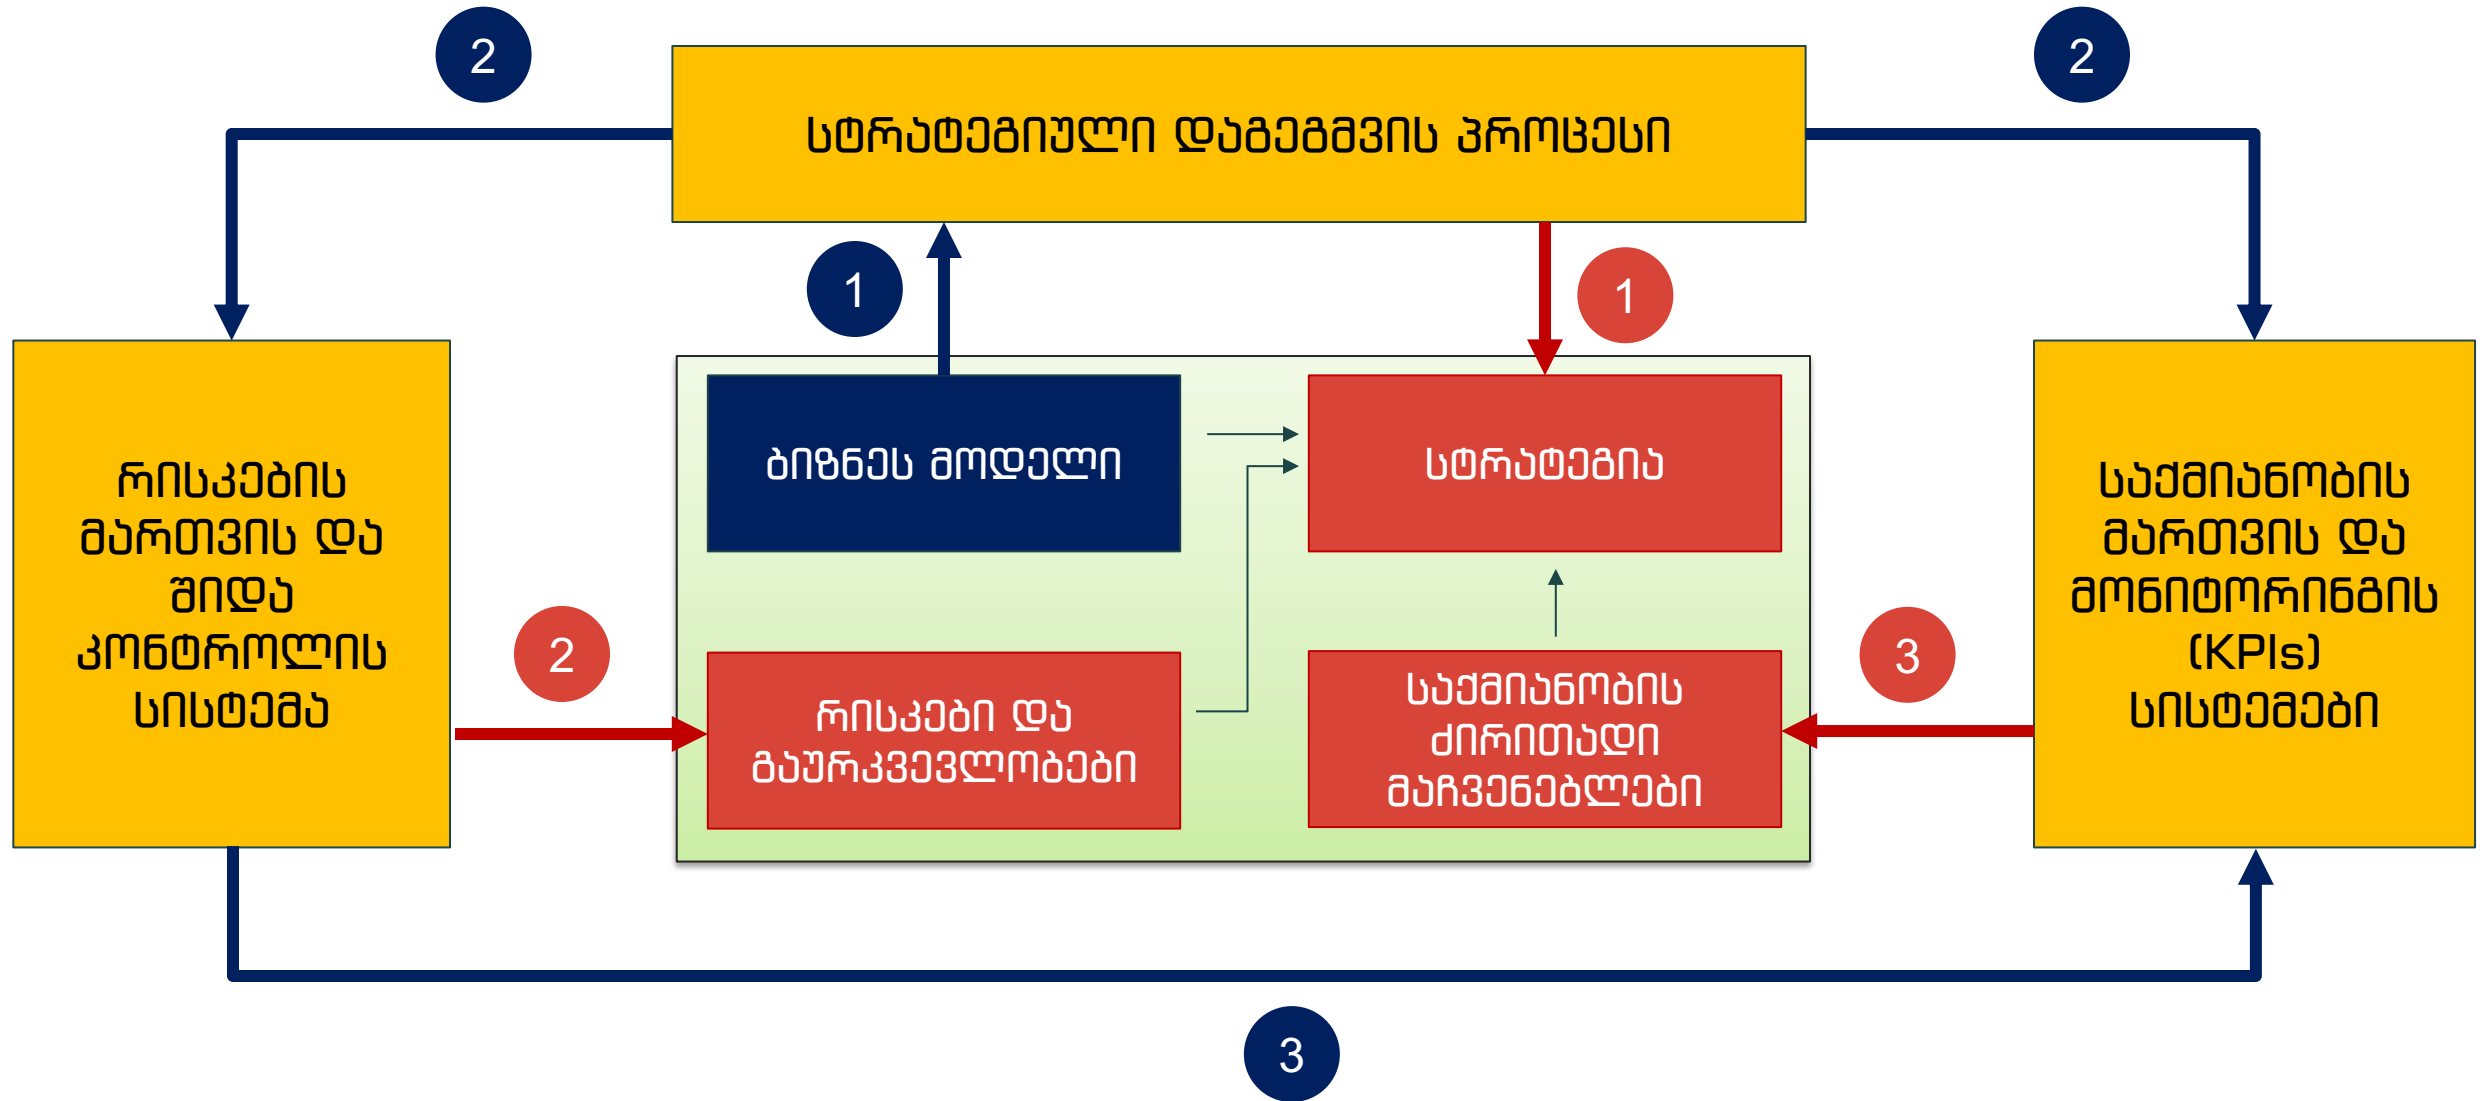 2
2
სტრატეგიული დაგეგმვის პროცესი
1
1
რისკების
მართვის და
შიდა
კონტროლის
სისტემა
ბიზნეს მოდელი
სტრატეგია
საქმიანობის
მართვის და
მონიტორინგის
(KPIs)
სისტემები
2
3
რისკები და
გაურკვევლობები
საქმიანობის
ძირითადი
მაჩვენებლები
3